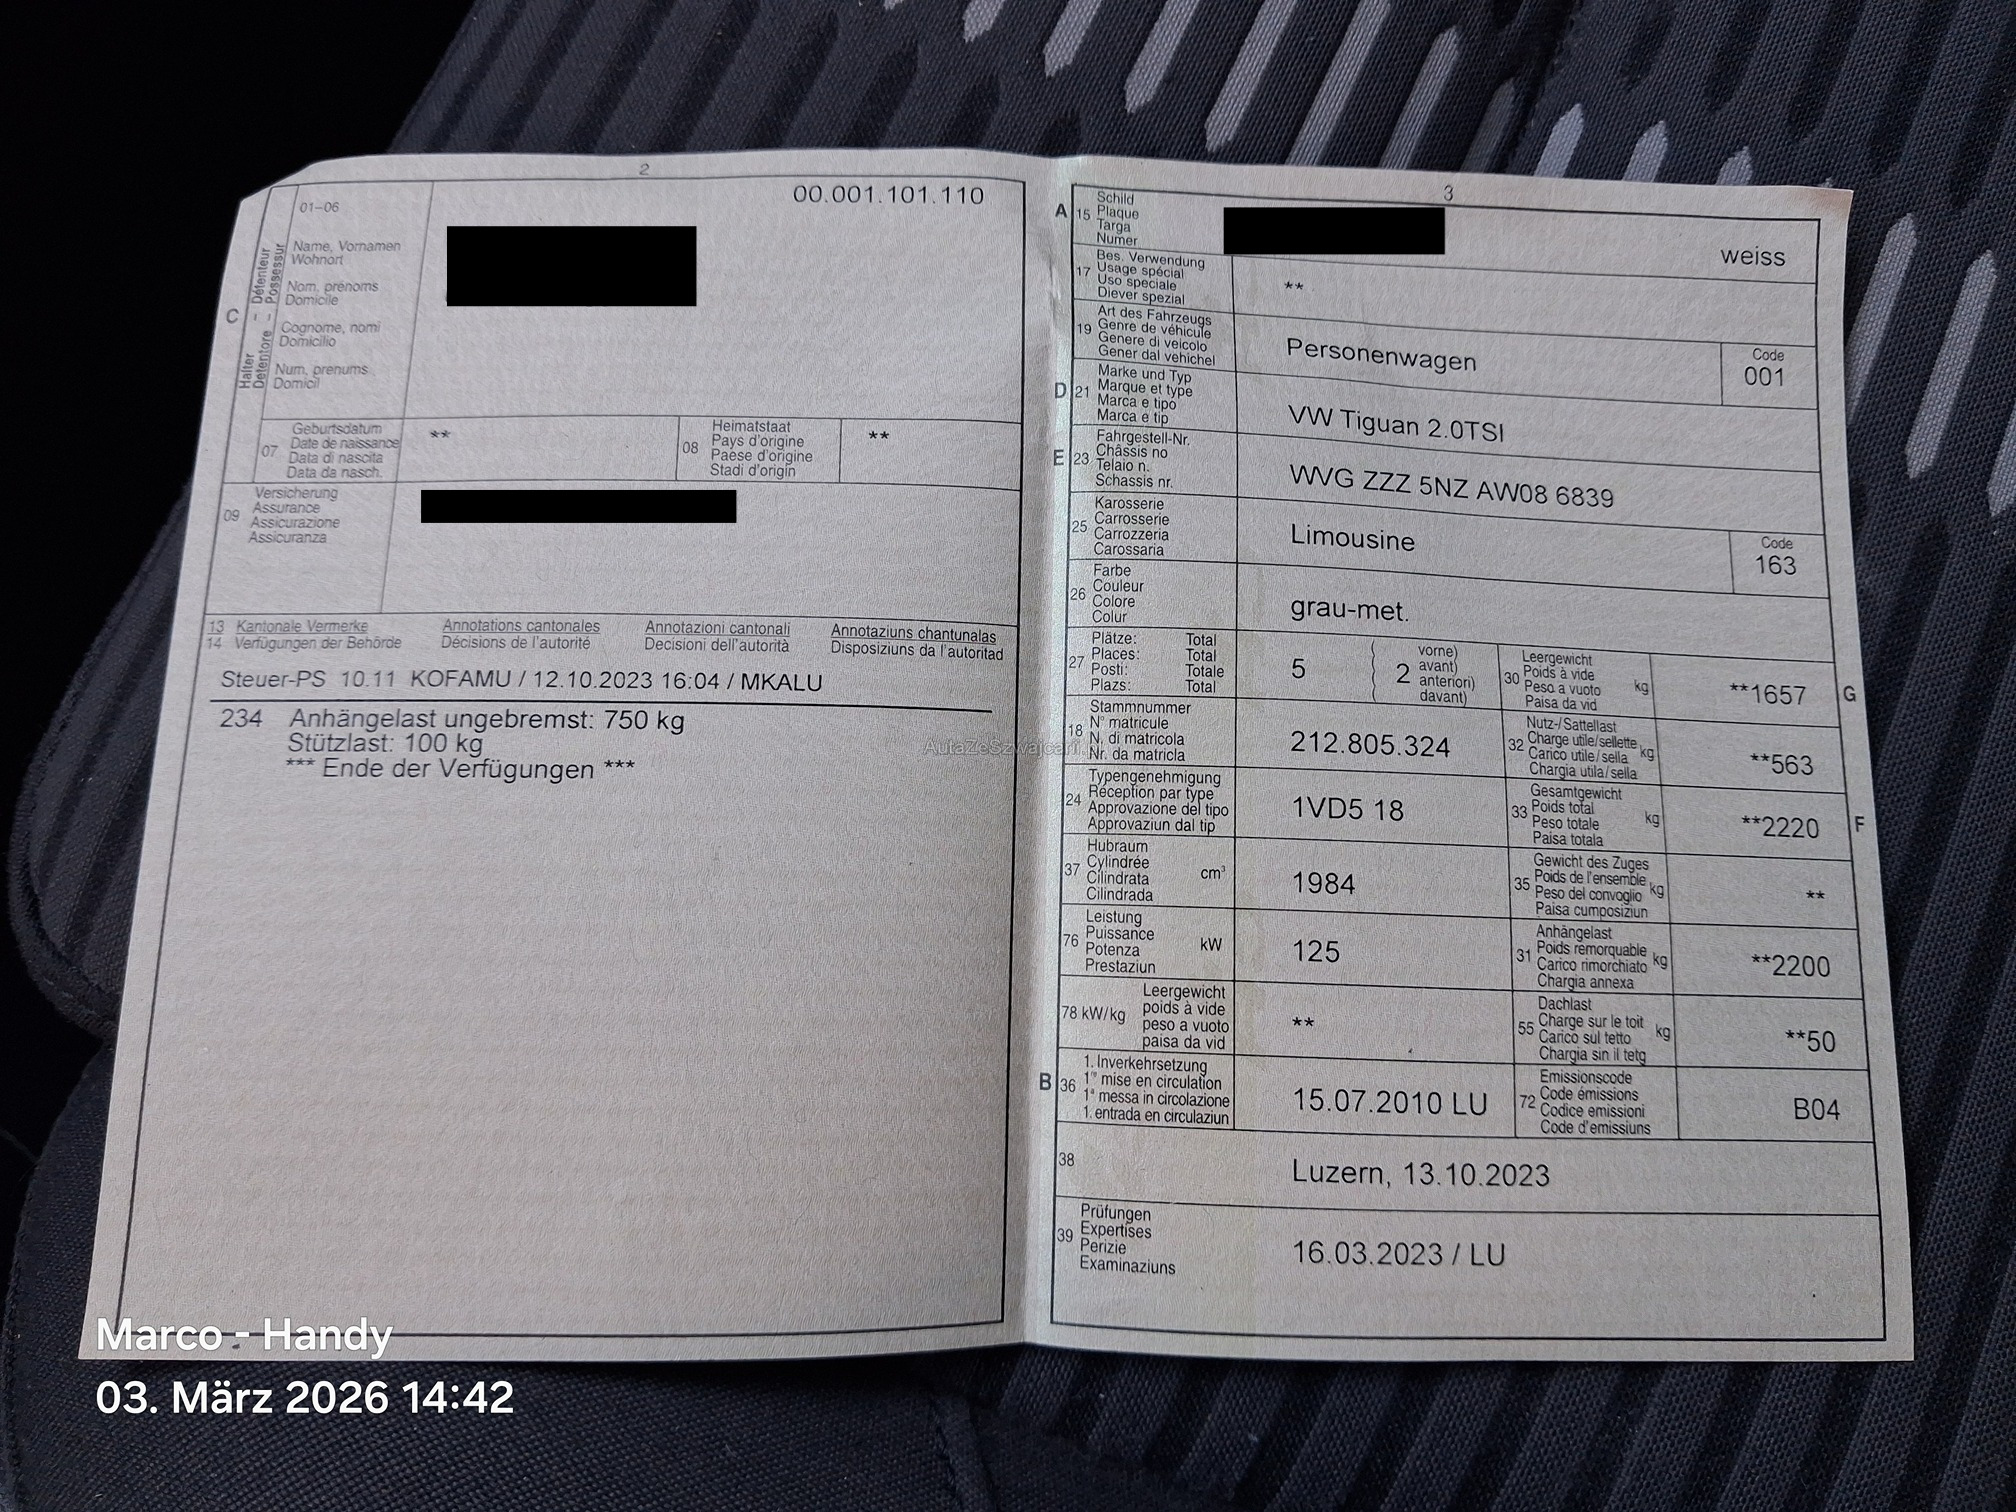 2
01–06
00.001.101.110
C
Halter – Détenteur
Detentore – Possessur
Name, Vornamen
Wohnort
Nom, prénoms
Domicile
Cognome, nomi
Domicilio
Num, prenums
Domicil
07
Geburtsdatum
Date de naissance
Data di nascita
Data da nasch.
**
08
Heimatstaat
Pays d'origine
Paese d'origine
Stadi d'origin
**
09
Versicherung
Assurance
Assicurazione
Assicuranza
13 Kantonale Vermerke Annotations cantonales Annotazioni cantonali Annotaziuns chantunalas
14 Verfügungen der Behörde Décisions de l'autorité Decisioni dell'autorità Disposiziuns da l'autoritad
Steuer-PS 10.11 KOFAMU / 12.10.2023 16:04 / MKALU
234 Anhängelast ungebremst: 750 kg
Stützlast: 100 kg
*** Ende der Verfügungen ***
3
A 15
Schild
Plaque
Targa
Numer
weiss
17
Bes. Verwendung
Usage spécial
Uso speciale
Diever spezial
**
19
Art des Fahrzeugs
Genre de véhicule
Genere di veicolo
Gener dal vehichel
Personenwagen
Code
001
D 21
Marke und Typ
Marque et type
Marca e tipo
Marca e tip
VW Tiguan 2.0TSI
E 23
Fahrgestell-Nr.
Châssis no
Telaio n.
Schassis nr.
WVG ZZZ 5NZ AW08 6839
25
Karosserie
Carrosserie
Carrozzeria
Carossaria
Limousine
Code
163
26
Farbe
Couleur
Colore
Colur
grau-met.
27
Plätze: Total
Places: Total
Posti: Totale
Plazs: Total
5
2
vorne)
avant)
anteriori)
davant)
30
Leergewicht
Poids à vide
Peso a vuoto
Paisa da vid
kg
**1657
G
18
Stammnummer
N° matricule
N. di matricola
Nr. da matricla
212.805.324
32
Nutz-/Sattellast
Charge utile/sellette
Carico utile/sella
Chargia utila/sella
kg
**563
24
Typengenehmigung
Réception par type
Approvazione del tipo
Approvaziun dal tip
1VD5 18
33
Gesamtgewicht
Poids total
Peso totale
Paisa totala
kg
**2220
F
37
Hubraum
Cylindrée
Cilindrata
Cilindrada
cm³
1984
35
Gewicht des Zuges
Poids de l'ensemble
Peso del convoglio
Paisa cumposiziun
kg
**
76
Leistung
Puissance
Potenza
Prestaziun
kW
125
31
Anhängelast
Poids remorquable
Carico rimorchiato
Chargia annexa
kg
**2200
78 kW/kg
Leergewicht
poids à vide
peso a vuoto
paisa da vid
**
55
Dachlast
Charge sur le toit
Carico sul tetto
Chargia sin il tetg
kg
**50
B 36
1. Inverkehrsetzung
1re mise en circulation
1a messa in circolazione
1. entrada en circulaziun
15.07.2010 LU
72
Emissionscode
Code émissions
Codice emissioni
Code d'emissiuns
B04
38
Luzern, 13.10.2023
39
Prüfungen
Expertises
Perizie
Examinaziuns
16.03.2023 / LU
AutaZeSzwajcarii
Marco - Handy
03. März 2026 14:42